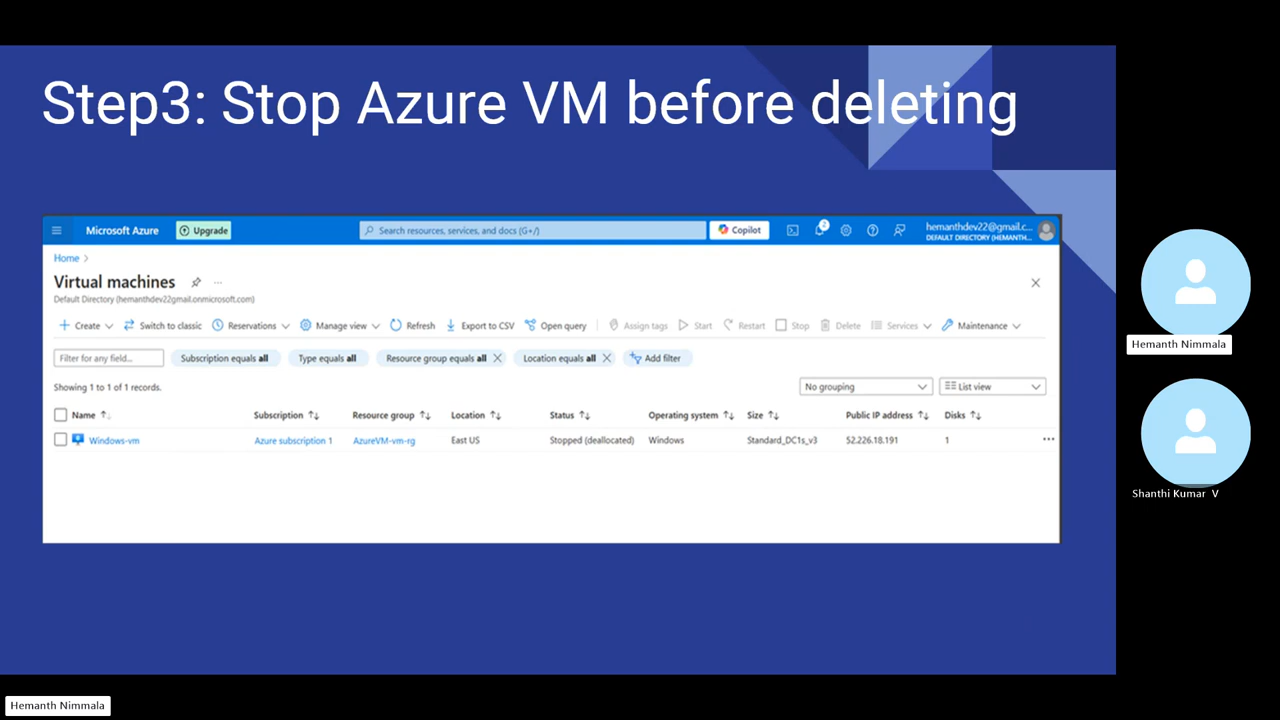 Step3: Stop Azure VM before deleting
Microsoft Azure Upgrade Search resources, services, and docs (G+/) Copilot 2 hemanthdev22@gmail.c...
DEFAULT DIRECTORY (HEMANTH...
Home >
Virtual machines ...
Default Directory (hemanthdev22gmail.onmicrosoft.com)
+ Create Switch to classic Reservations Manage view Refresh Export to CSV Open query Assign tags Start Restart Stop Delete Services Maintenance
Filter for any field... Subscription equals all Type equals all Resource group equals all Location equals all Add filter
Showing 1 to 1 of 1 records. No grouping List view
Name Subscription Resource group Location Status Operating system Size Public IP address Disks
Windows-vm Azure subscription 1 AzureVM-vm-rg East US Stopped (deallocated) Windows Standard_DC1s_v3 52.226.18.191 1 ...
Hemanth Nimmala
Shanthi Kumar V
Hemanth Nimmala